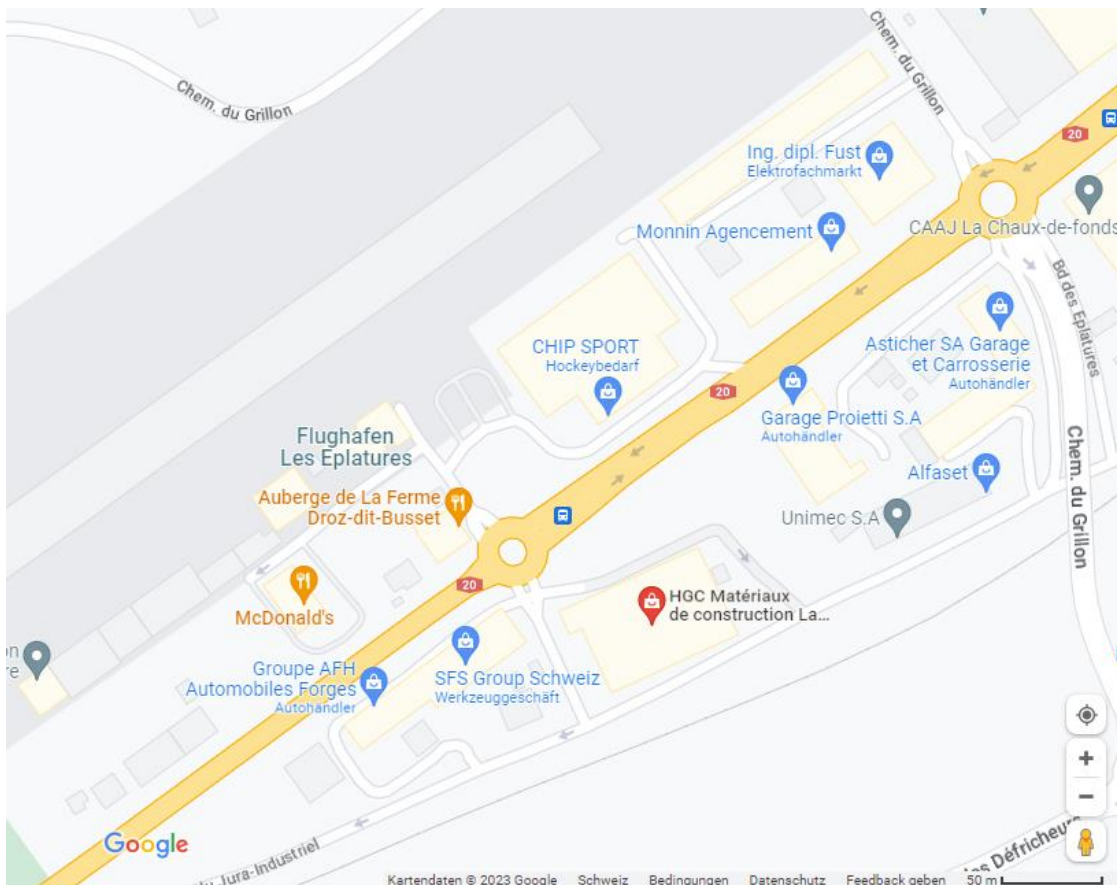 Chem. du Grillon
Chem. du Grillon
20
Ing. dipl. Fust
Elektrofachmarkt
Monnin Agencement
CAAJ La Chaux-de-fonds
Bd des Eplatures
CHIP SPORT
Hockeybedarf
Asticher SA Garage
et Carrosserie
Autohändler
20
Garage Proietti S.A
Autohändler
Flughafen
Les Eplatures
Alfaset
Chem. du Grillon
Auberge de La Ferme
Droz-dit-Busset
Unimec S.A
20
McDonald's
HGC Matériaux
de construction La...
on
re
Groupe AFH
Automobiles Forges
Autohändler
SFS Group Schweiz
Werkzeuggeschäft
Google
Jura-Industriel
des Défricheurs
Kartendaten © 2023 Google Schweiz Bedingungen Datenschutz Feedback geben 50 m